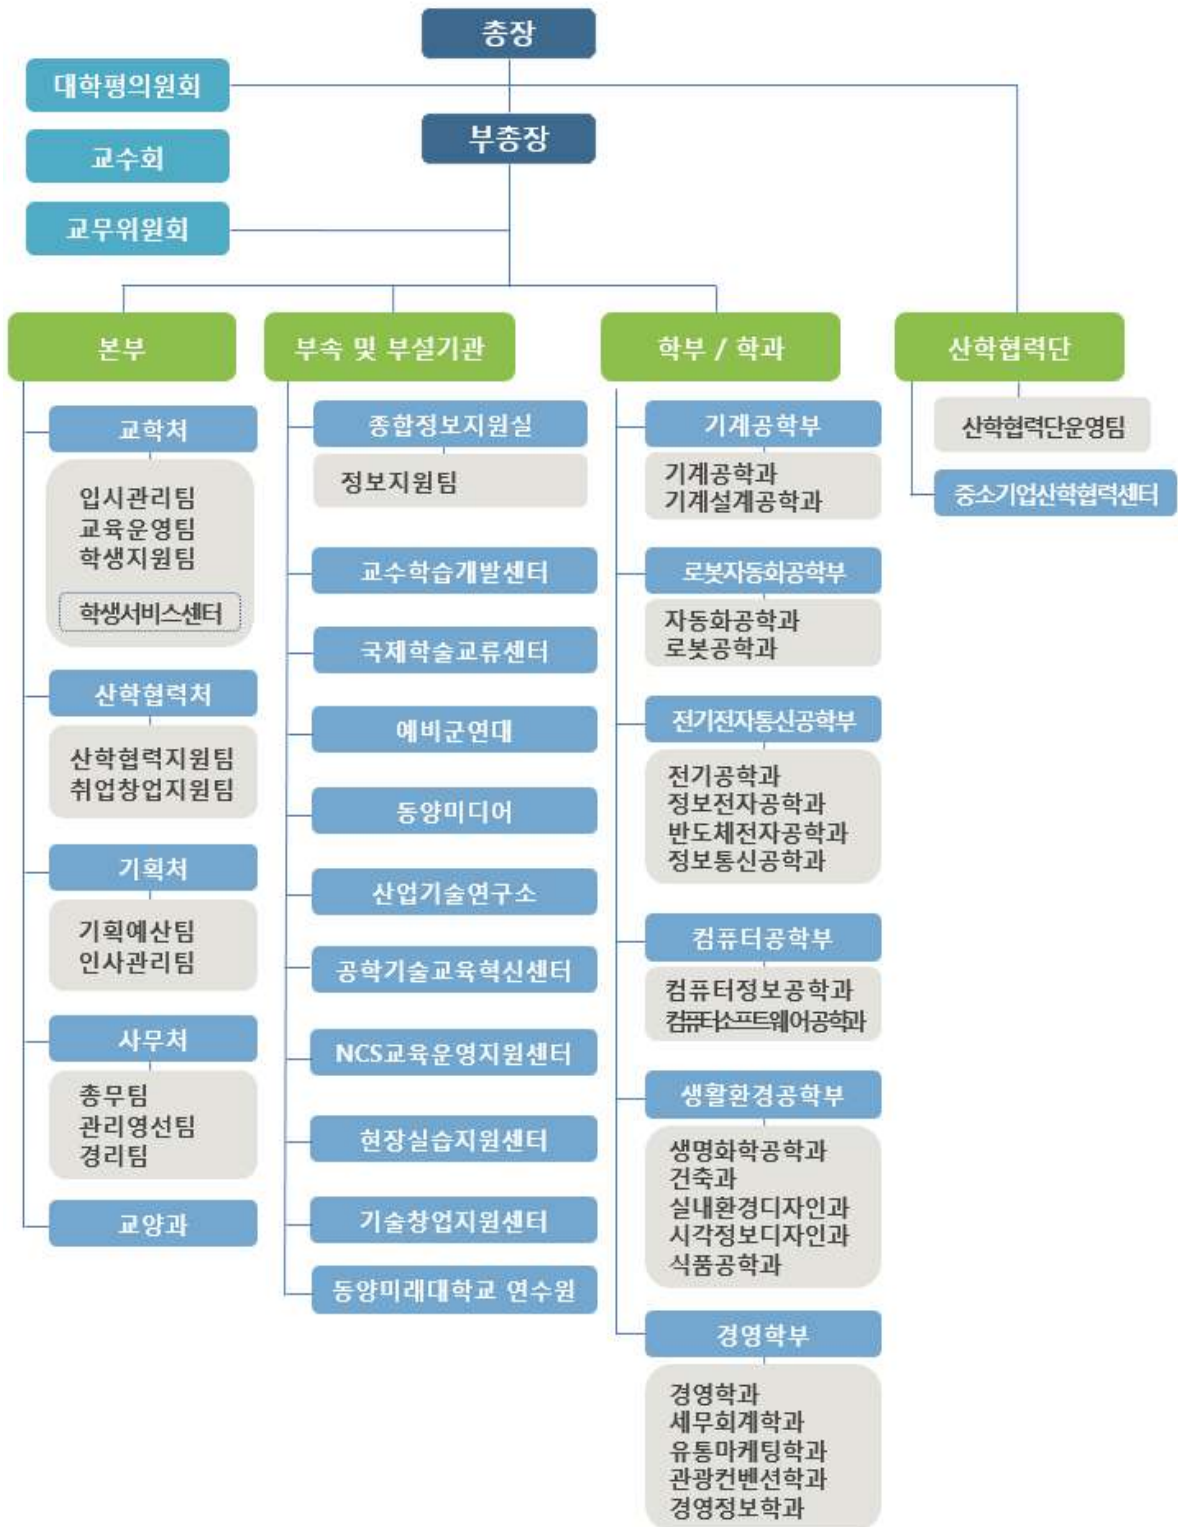 총장
대학평의원회
부총장
교수회
교무위원회
본부
교학처
입시관리팀
교육운영팀
학생지원팀
학생서비스센터
산학협력처
산학협력지원팀
취업창업지원팀
기획처
기획예산팀
인사관리팀
사무처
총무팀
관리영선팀
경리팀
교양과
부속 및 부설기관
종합정보지원실
정보지원팀
교수학습개발센터
국제학술교류센터
예비군연대
동양미디어
산업기술연구소
공학기술교육혁신센터
NCS교육운영지원센터
현장실습지원센터
기술창업지원센터
동양미래대학교 연수원
학부 / 학과
기계공학부
기계공학과
기계설계공학과
로봇자동화공학부
자동화공학과
로봇공학과
전기전자통신공학부
전기공학과
정보전자공학과
반도체전자공학과
정보통신공학과
컴퓨터공학부
컴퓨터정보공학과
컴퓨터소프트웨어공학과
생활환경공학부
생명화학공학과
건축과
실내환경디자인과
시각정보디자인과
식품공학과
경영학부
경영학과
세무회계학과
유통마케팅학과
관광컨벤션학과
경영정보학과
산학협력단
산학협력단운영팀
중소기업산학협력센터